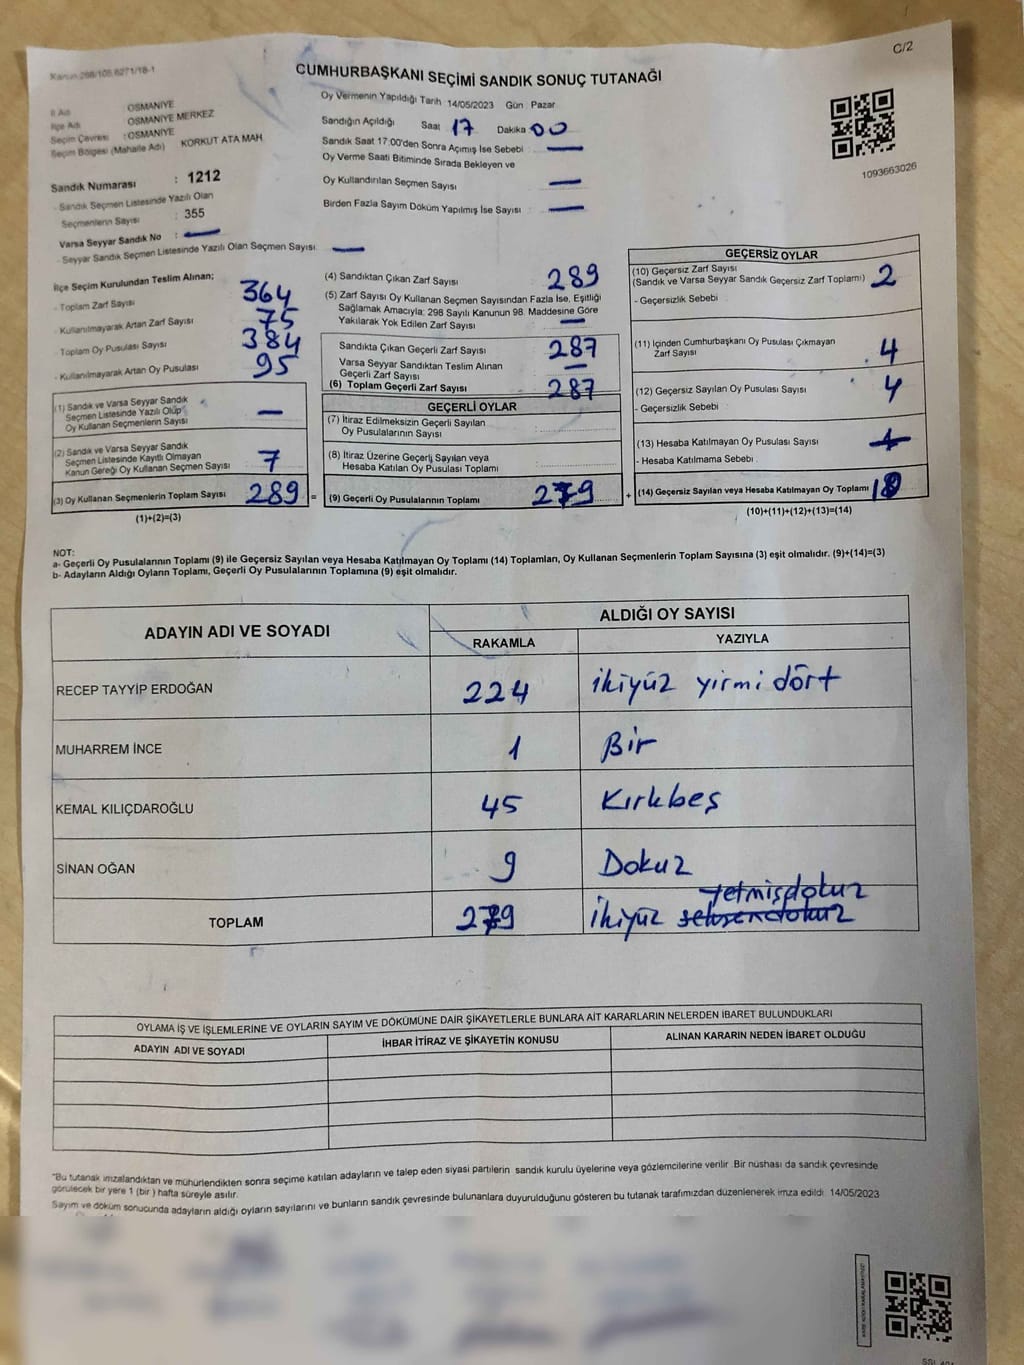 Kanun 298/105 6271/18-1
C/2
CUMHURBAŞKANI SEÇİMİ SANDIK SONUÇ TUTANAĞI
İl Adı OSMANİYE
İlçe Adı OSMANİYE MERKEZ
Seçim Çevresi : OSMANİYE
Seçim Bölgesi (Mahalle Adı) KORKUT ATA MAH
Sandık Numarası : 1212
- Sandık Seçmen Listesinde Yazılı Olan
Seçmenlerin Sayısı : 355
Varsa Seyyar Sandık No : —
- Seyyar Sandık Seçmen Listesinde Yazılı Olan Seçmen Sayısı : —
Oy Vermenin Yapıldığı Tarih 14/05/2023 Gün : Pazar
Sandığın Açıldığı Saat 17 Dakika 00
Sandık Saat 17:00'den Sonra Açımış İse Sebebi : —
Oy Verme Saati Bitiminde Sırada Bekleyen ve
Oy Kullandırılan Seçmen Sayısı : —
Birden Fazla Sayım Döküm Yapılmış İse Sayısı : —
1093663026
İlçe Seçim Kurulundan Teslim Alınan;
- Toplam Zarf Sayısı 364
- Kullanılmayarak Artan Zarf Sayısı 75
- Toplam Oy Pusulası Sayısı 384
- Kullanılmayarak Artan Oy Pusulası 95
(1) Sandık ve Varsa Seyyar Sandık
Seçmen Listesinde Yazılı Olup
Oy Kullanan Seçmenlerin Sayısı —
(2) Sandık ve Varsa Seyyar Sandık
Seçmen Listesinde Kayıtlı Olmayan
Kanun Gereği Oy Kullanan Seçmen Sayısı 7
(3) Oy Kullanan Seçmenlerin Toplam Sayısı 289 =
(1)+(2)=(3)
(4) Sandıktan Çıkan Zarf Sayısı 289
(5) Zarf Sayısı Oy Kullanan Seçmen Sayısından Fazla İse, Eşitliği
Sağlamak Amacıyla; 298 Sayılı Kanunun 98. Maddesine Göre
Yakılarak Yok Edilen Zarf Sayısı : —
Sandıkta Çıkan Geçerli Zarf Sayısı 287
Varsa Seyyar Sandıktan Teslim Alınan
Geçerli Zarf Sayısı —
(6) Toplam Geçerli Zarf Sayısı 287
GEÇERLİ OYLAR
(7) İtiraz Edilmeksizin Geçerli Sayılan
Oy Pusulalarının Sayısı :
(8) İtiraz Üzerine Geçerli Sayılan veya
Hesaba Katılan Oy Pusulası Toplamı :
(9) Geçerli Oy Pusulalarının Toplamı 279 +
GEÇERSİZ OYLAR
(10) Geçersiz Zarf Sayısı
(Sandık ve Varsa Seyyar Sandık Geçersiz Zarf Toplamı) 2
- Geçersizlik Sebebi :
(11) İçinden Cumhurbaşkanı Oy Pusulası Çıkmayan
Zarf Sayısı 4
(12) Geçersiz Sayılan Oy Pusulası Sayısı 4
- Geçersizlik Sebebi :
(13) Hesaba Katılmayan Oy Pusulası Sayısı
- Hesaba Katılmama Sebebi :
(14) Geçersiz Sayılan veya Hesaba Katılmayan Oy Toplamı
(10)+(11)+(12)+(13)=(14)
NOT:
a- Geçerli Oy Pusulalarının Toplamı (9) ile Geçersiz Sayılan veya Hesaba Katılmayan Oy Toplamı (14) Toplamları, Oy Kullanan Seçmenlerin Toplam Sayısına (3) eşit olmalıdır. (9)+(14)=(3)
b- Adayların Aldığı Oyların Toplamı, Geçerli Oy Pusulalarının Toplamına (9) eşit olmalıdır.
ADAYIN ADI VE SOYADI
ALDIĞI OY SAYISI
RAKAMLA YAZIYLA
RECEP TAYYİP ERDOĞAN 224 ikiyüz yirmi dört
MUHARREM İNCE 1 Bir
KEMAL KILIÇDAROĞLU 45 Kırkbeş
SİNAN OĞAN 9 Dokuz
yetmişdokuz
TOPLAM 279 ikiyüz seksendokuz
OYLAMA İŞ VE İŞLEMLERİNE VE OYLARIN SAYIM VE DÖKÜMÜNE DAİR ŞİKAYETLERLE BUNLARA AİT KARARLARIN NELERDEN İBARET BULUNDUKLARI
ADAYIN ADI VE SOYADI İHBAR İTİRAZ VE ŞİKAYETİN KONUSU ALINAN KARARIN NEDEN İBARET OLDUĞU
"Bu tutanak imzalandıktan ve mühürlendikten sonra seçime katılan adayların ve talep eden siyasi partilerin sandık kurulu üyelerine veya gözlemcilerine verilir .Bir nüshası da sandık çevresinde
görülecek bir yere 1 (bir ) hafta süreyle asılır.
Sayım ve döküm sonucunda adayların aldığı oyların sayılarını ve bunların sandık çevresinde bulunanlara duyurulduğunu gösteren bu tutanak tarafımızdan düzenlenerek imza edildi. 14/05/2023